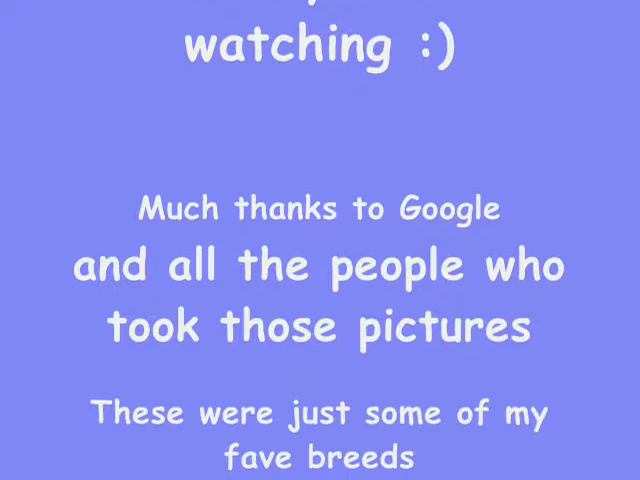 watching :)
Much thanks to Google
and all the people who
took those pictures
These were just some of my
fave breeds